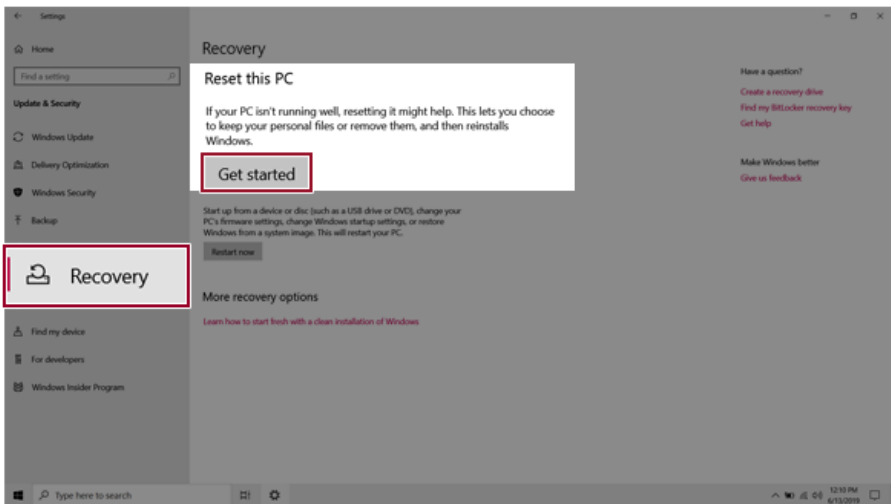 Settings
Home
Find a setting
Update & Security
Windows Update
Delivery Optimization
Windows Security
Backup
Recovery
Find my device
For developers
Windows Insider Program
Recovery
Reset this PC
If your PC isn't running well, resetting it might help. This lets you choose
to keep your personal files or remove them, and then reinstalls
Windows.
Get started
Start up from a device or disc (such as a USB drive or DVD), change your
PC's firmware settings, change Windows startup settings, or restore
Windows from a system image. This will restart your PC.
Restart now
More recovery options
Learn how to start fresh with a clean installation of Windows
Have a question?
Create a recovery drive
Find my BitLocker recovery key
Get help
Make Windows better
Give us feedback
Type here to search
12:10 PM
6/13/2019